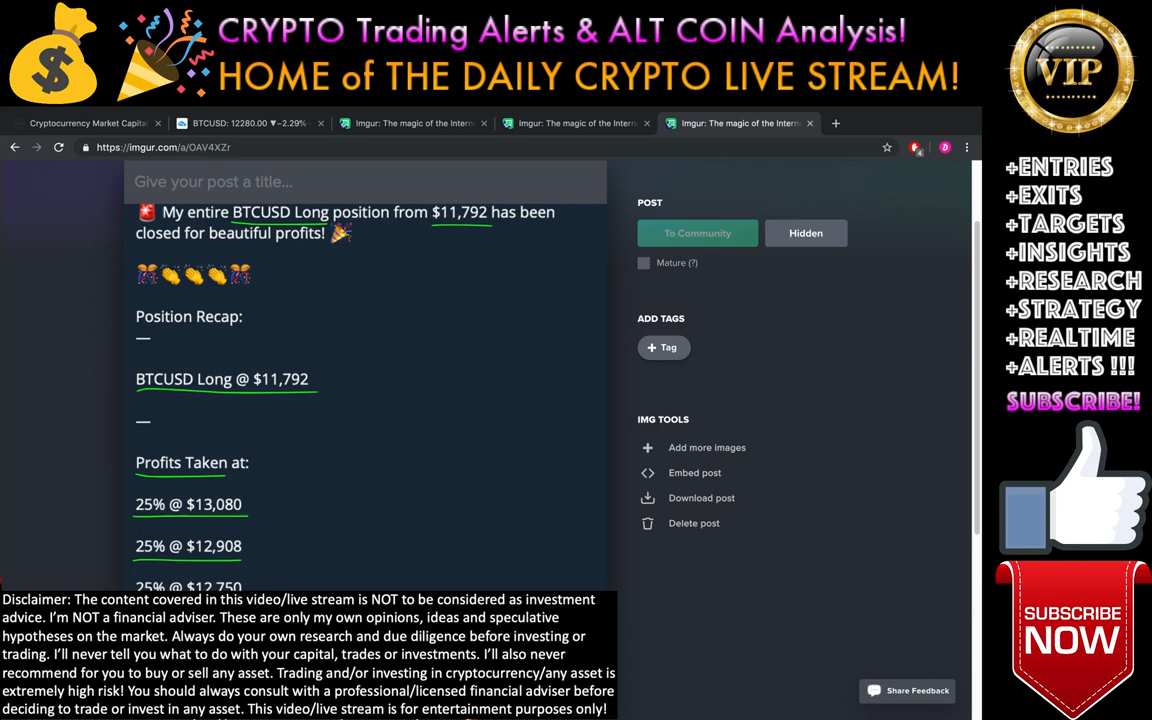 CRYPTO Trading Alerts & ALT COIN Analysis!
HOME of THE DAILY CRYPTO LIVE STREAM!
VIP
Cryptocurrency Market Capital
BTCUSD: 12280.00 ▼−2.29%
Imgur: The magic of the Intern
Imgur: The magic of the Intern
Imgur: The magic of the Intern
https://imgur.com/a/OAV4XZr
4
Give your post a title...
🚨 My entire BTCUSD Long position from $11,792 has been
closed for beautiful profits! 🎉
🎊👏👏👏🎊
Position Recap:
—
BTCUSD Long @ $11,792
—
Profits Taken at:
25% @ $13,080
25% @ $12,908
25% @ $12,750
POST
To Community
Hidden
Mature (?)
ADD TAGS
+ Tag
IMG TOOLS
Add more images
Embed post
Download post
Delete post
Share Feedback
+ENTRIES
+EXITS
+TARGETS
+INSIGHTS
+RESEARCH
+STRATEGY
+REALTIME
+ALERTS !!!
SUBSCRIBE!
SUBSCRIBE
NOW
Disclaimer: The content covered in this video/live stream is NOT to be considered as investment
advice. I'm NOT a financial adviser. These are only my own opinions, ideas and speculative
hypotheses on the market. Always do your own research and due diligence before investing or
trading. I'll never tell you what to do with your capital, trades or investments. I'll also never
recommend for you to buy or sell any asset. Trading and/or investing in cryptocurrency/any asset is
extremely high risk! You should always consult with a professional/licensed financial adviser before
deciding to trade or invest in any asset. This video/live stream is for entertainment purposes only!